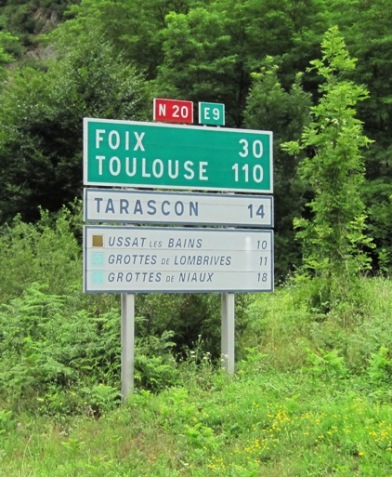 N 20 E 9
FOIX 30
TOULOUSE 110
TARASCON 14
USSAT LES BAINS 10
GROTTES DE LOMBRIVES 11
GROTTES DE NIAUX 18